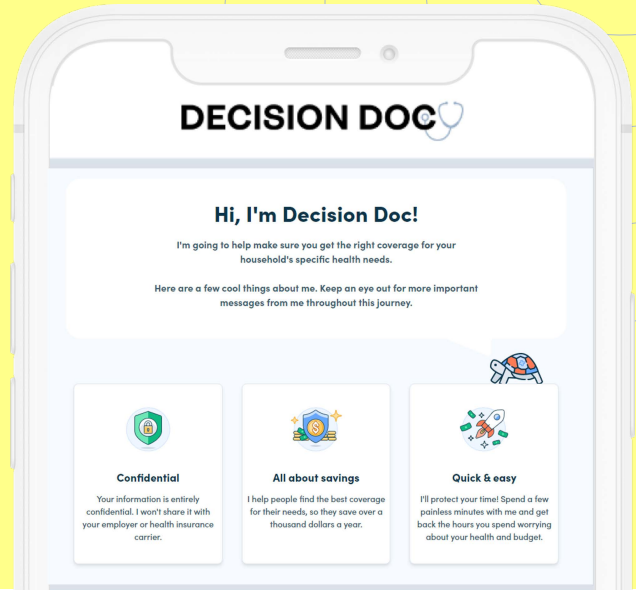 DECISION DOC
Hi, I'm Decision Doc!
I'm going to help make sure you get the right coverage for your
household's specific health needs.
Here are a few cool things about me. Keep an eye out for more important
messages from me throughout this journey.
Confidential
Your information is entirely
confidential. I won't share it with
your employer or health insurance
carrier.
All about savings
I help people find the best coverage
for their needs, so they save over a
thousand dollars a year.
Quick & easy
I'll protect your time! Spend a few
painless minutes with me and get
back the hours you spend worrying
about your health and budget.